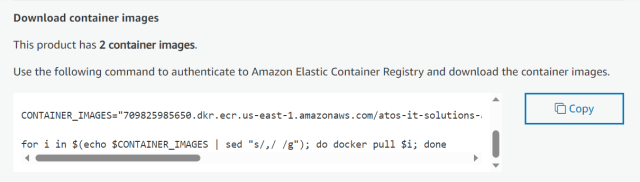 Download container images
This product has 2 container images.
Use the following command to authenticate to Amazon Elastic Container Registry and download the container images.
CONTAINER_IMAGES="709825985650.dkr.ecr.us-east-1.amazonaws.com/atos-it-solutions-
Copy
for i in $(echo $CONTAINER_IMAGES | sed "s/,/ /g"); do docker pull $i; done